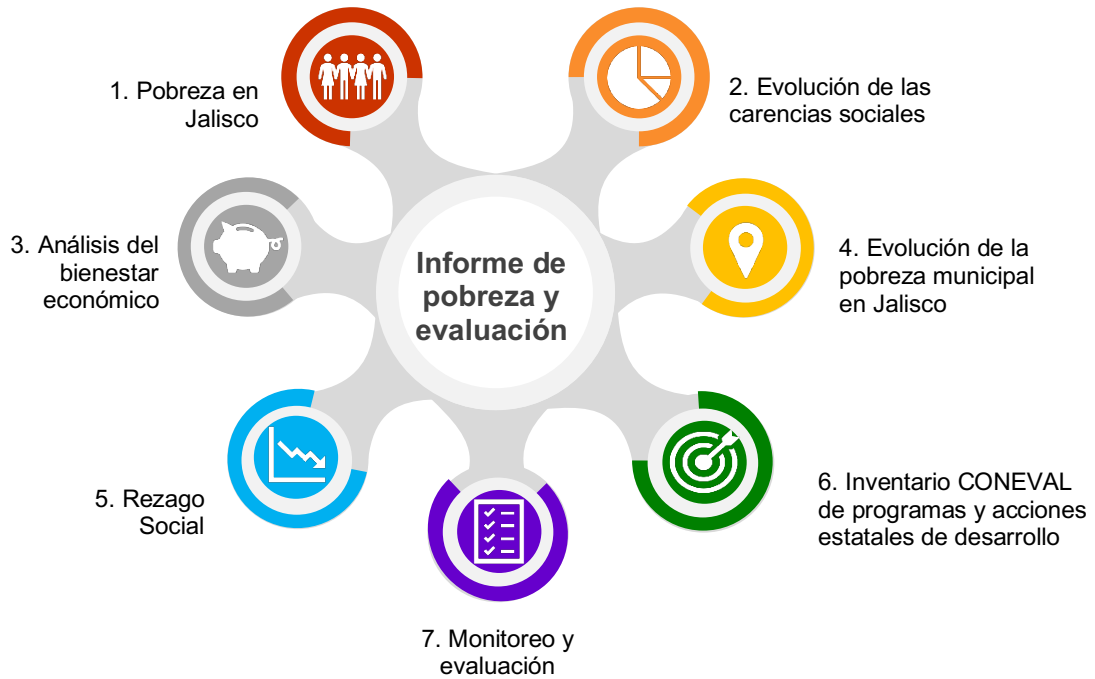 1. Pobreza en
Jalisco
2. Evolución de las
carencias sociales
3. Análisis del
bienestar
económico
Informe de
pobreza y
evaluación
4. Evolución de la
pobreza municipal
en Jalisco
5. Rezago
Social
6. Inventario CONEVAL
de programas y acciones
estatales de desarrollo
7. Monitoreo y
evaluación